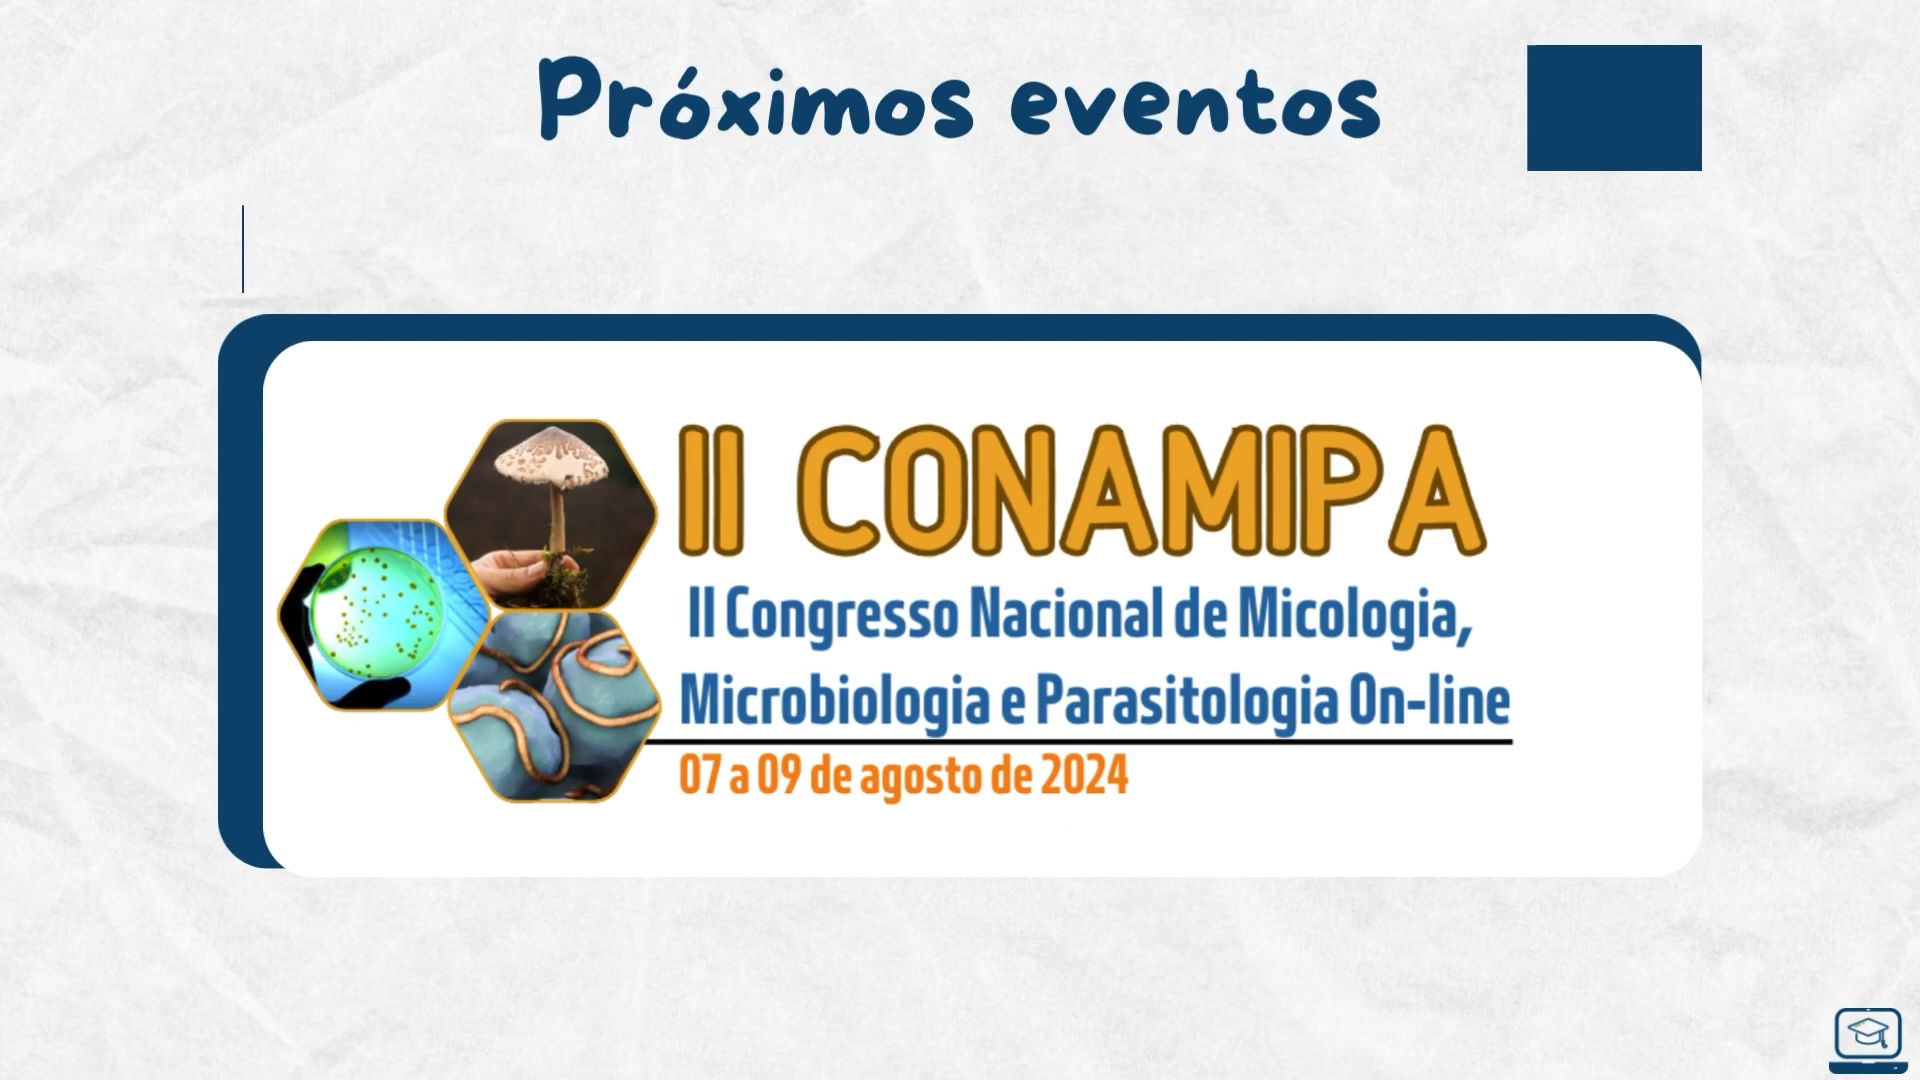 Próximos eventos
II CONAMIPA
II Congresso Nacional de Micologia,
Microbiologia e Parasitologia On-line
07 a 09 de agosto de 2024